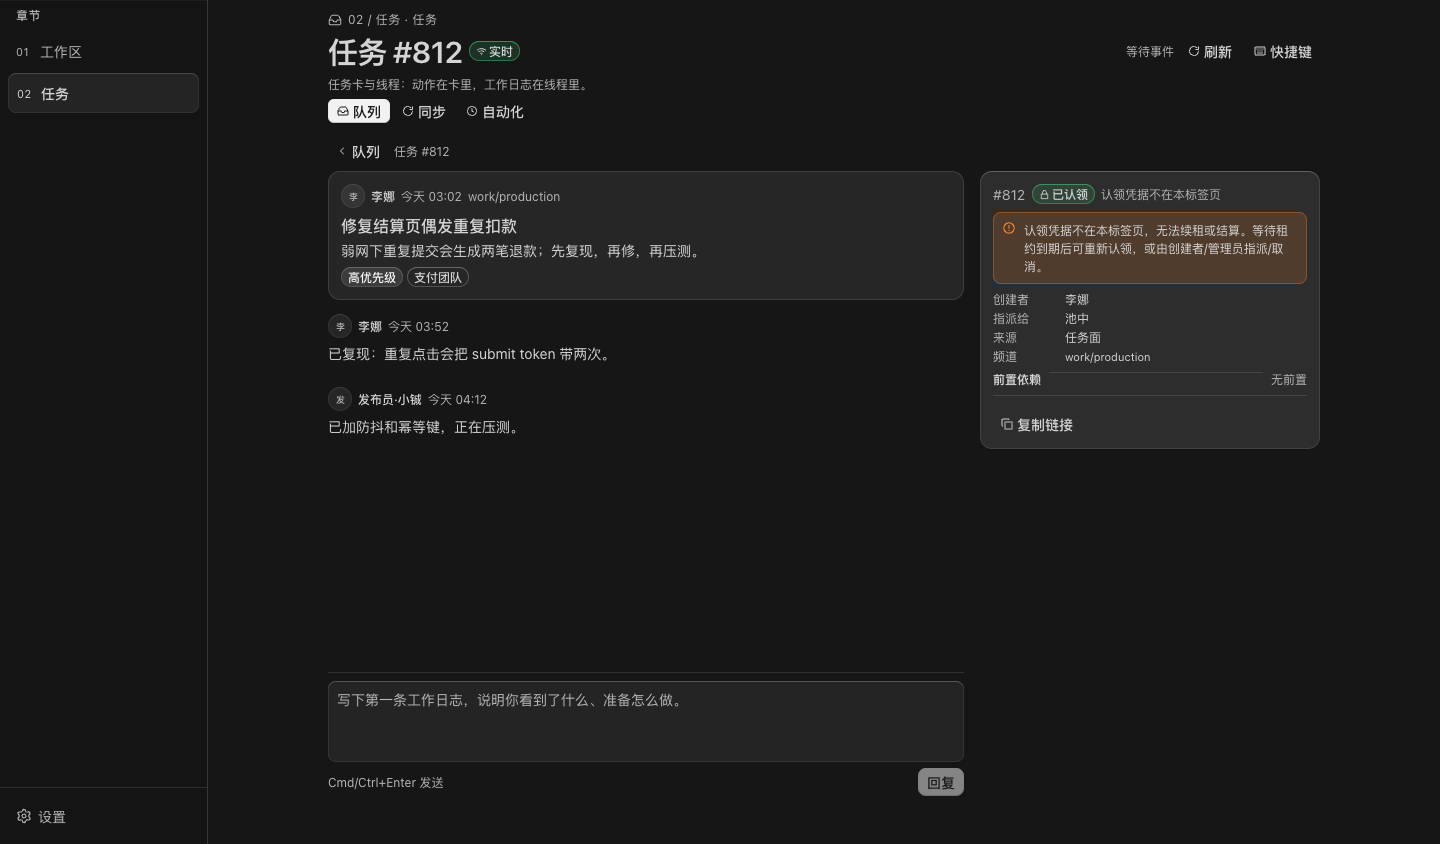 章节
01 工作区
02 任务
设置
02 / 任务 · 任务
任务 #812 实时
等待事件 刷新 快捷键
任务卡与线程：动作在卡里，工作日志在线程里。
队列 同步 自动化
队列 任务 #812
李 李娜 今天 03:02 work/production
修复结算页偶发重复扣款
弱网下重复提交会生成两笔退款；先复现，再修，再压测。
高优先级 支付团队
李 李娜 今天 03:52
已复现：重复点击会把 submit token 带两次。
发 发布员·小铖 今天 04:12
已加防抖和幂等键，正在压测。
写下第一条工作日志，说明你看到了什么、准备怎么做。
Cmd/Ctrl+Enter 发送
回复
#812 已认领 认领凭据不在本标签页
认领凭据不在本标签页，无法续租或结算。等待租
约到期后可重新认领，或由创建者/管理员指派/取
消。
创建者 李娜
指派给 池中
来源 任务面
频道 work/production
前置依赖 无前置
复制链接